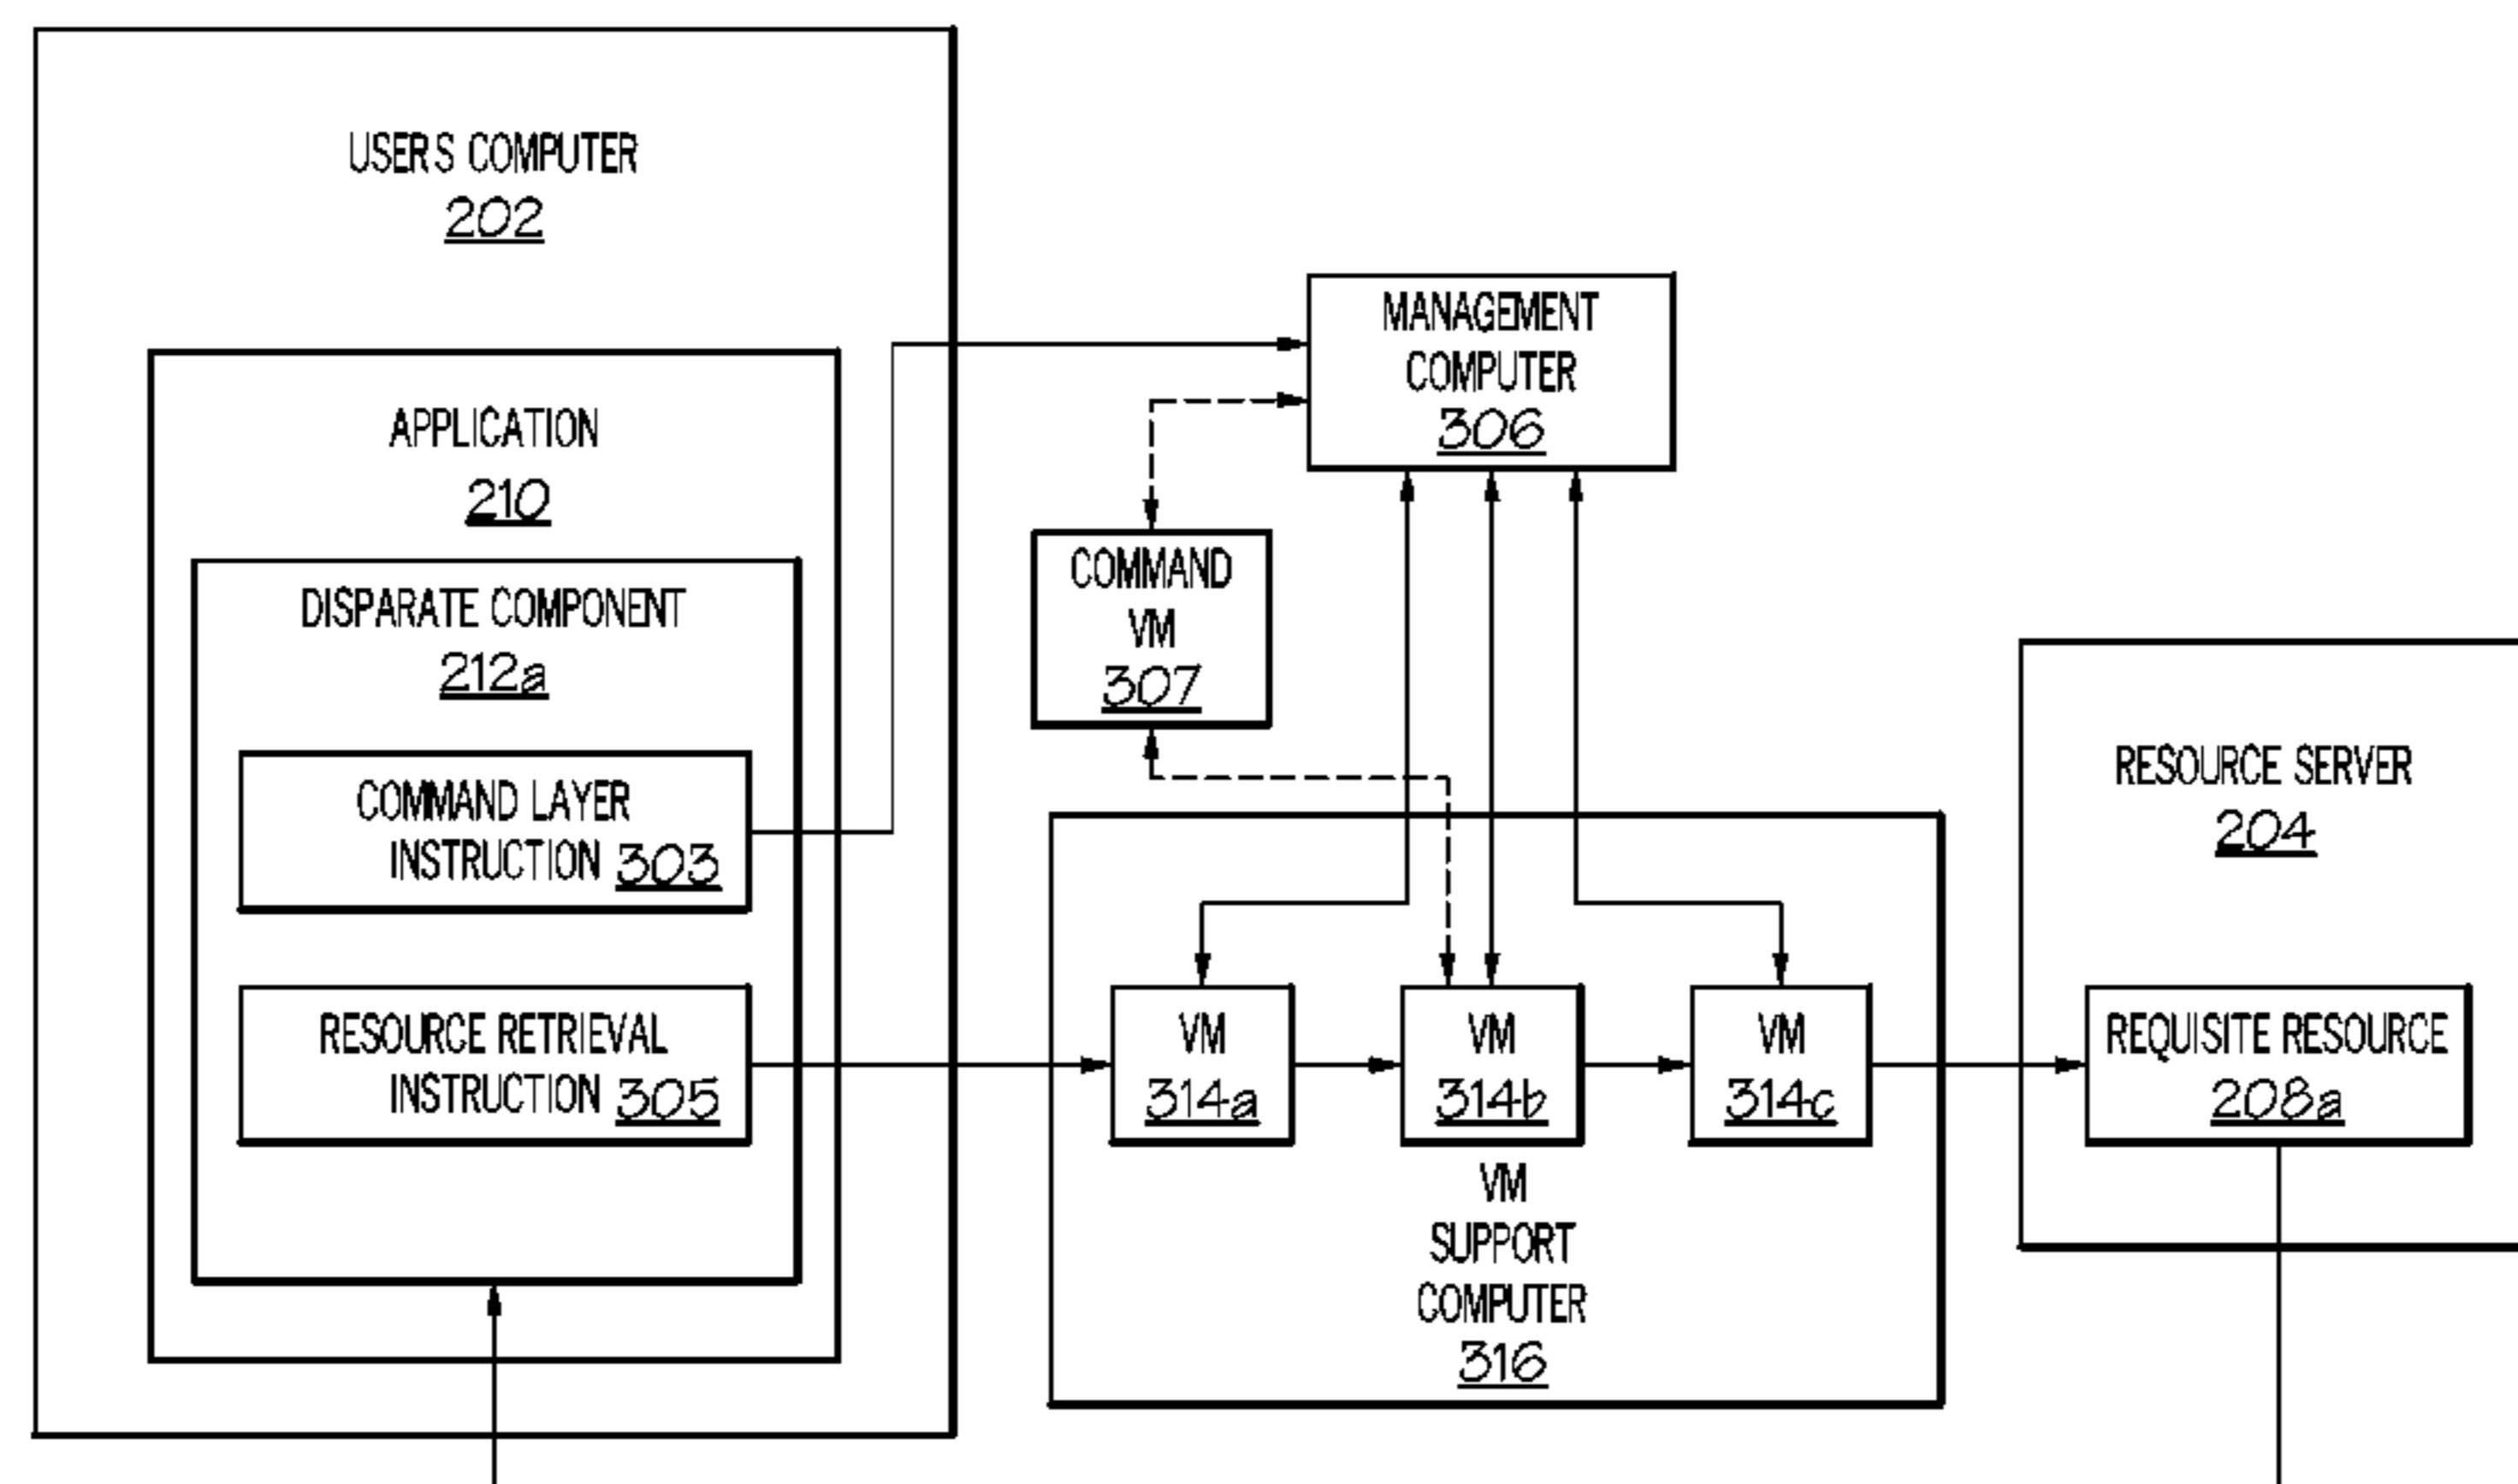 USERS COMPUTER
202
APPLICATION
210
DISPARATE COMPONENT
212a
COMMAND LAYER
INSTRUCTION 303
RESOURCE RETRIEVAL
INSTRUCTION 305
MANAGEMENT
COMPUTER
306
COMMAND
VM
307
VM
314a
VM
314b
VM
314c
VM
SUPPORT
COMPUTER
316
RESOURCE SERVER
204
REQUISITE RESOURCE
208a